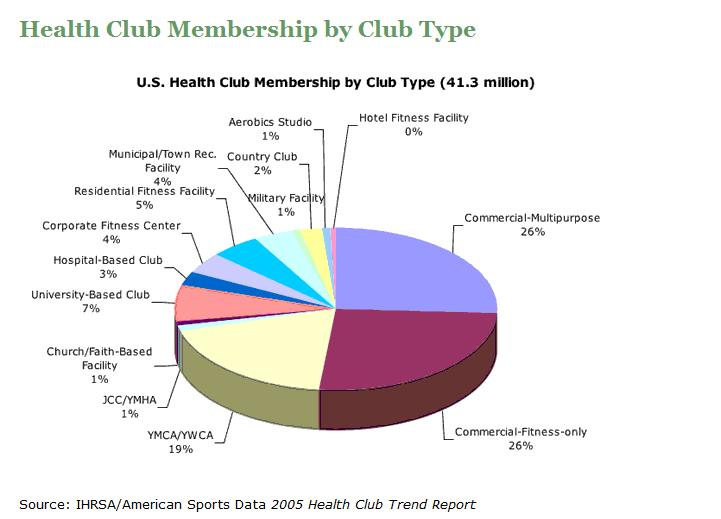 Health Club Membership by Club Type
U.S. Health Club Membership by Club Type (41.3 million)
Hotel Fitness Facility
0%
Aerobics Studio
1%
Municipal/Town Rec.
Facility
4%
Country Club
2%
Residential Fitness Facility
5%
Military Facility
1%
Commercial-Multipurpose
26%
Corporate Fitness Center
4%
Hospital-Based Club
3%
University-Based Club
7%
Church/Faith-Based
Facility
1%
JCC/YMHA
1%
YMCA/YWCA
19%
Commercial-Fitness-only
26%
Source: IHRSA/American Sports Data 2005 Health Club Trend Report